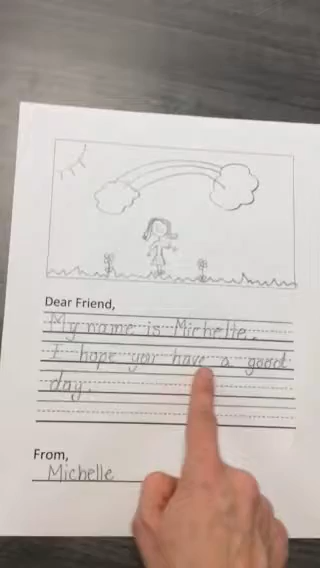 Dear Friend,
My name is Michelle.
I hope you have a good
day.
From,
Michelle